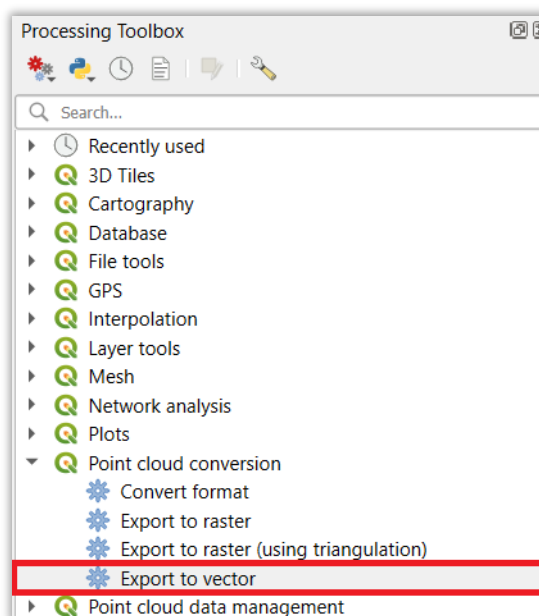 Processing Toolbox
Search...
Recently used
3D Tiles
Cartography
Database
File tools
GPS
Interpolation
Layer tools
Mesh
Network analysis
Plots
Point cloud conversion
Convert format
Export to raster
Export to raster (using triangulation)
Export to vector
Point cloud data management